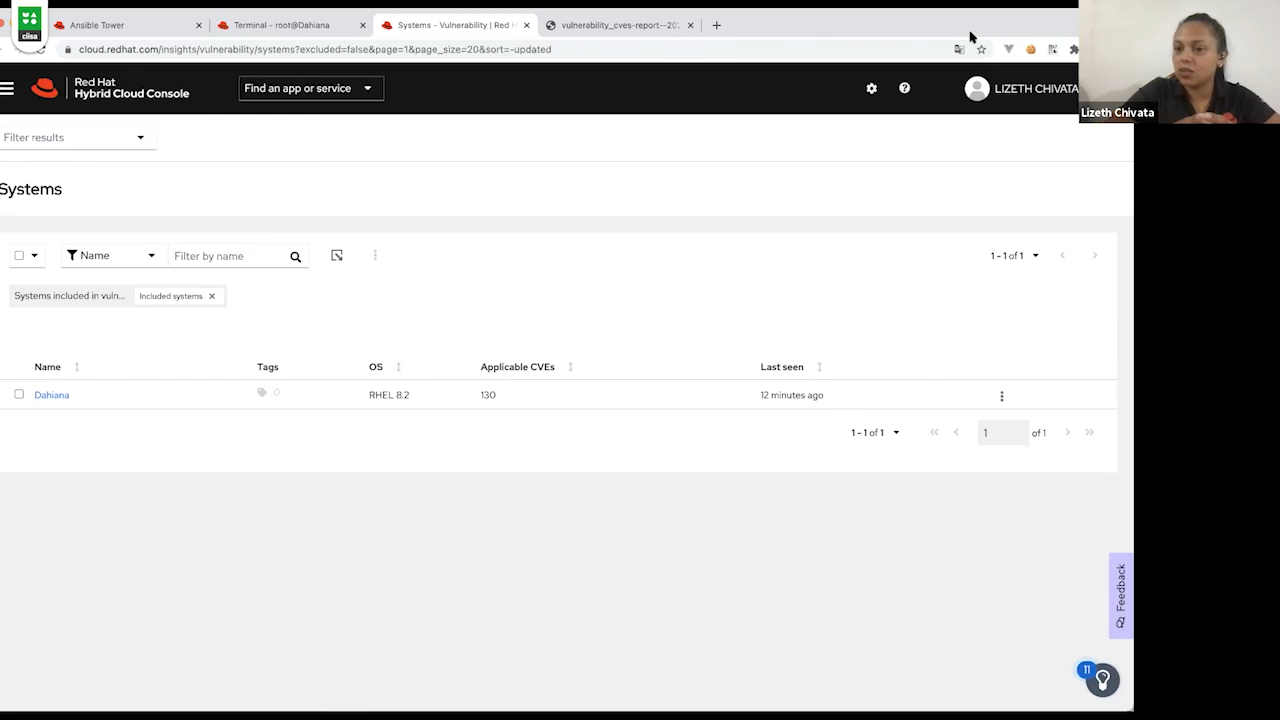 cliisa
Ansible Tower
Terminal - root@Dahiana
Systems - Vulnerability | Red H
vulnerability_cves-report--202
cloud.redhat.com/insights/vulnerability/systems?excluded=false&page=1&page_size=20&sort=-updated
Red Hat
Hybrid Cloud Console
Find an app or service
LIZETH CHIVATA
Lizeth Chivata
Filter results
Systems
Name
Filter by name
1 - 1 of 1
Systems included in vuln...
Included systems
Name
Tags
OS
Applicable CVEs
Last seen
Dahiana
0
RHEL 8.2
130
12 minutes ago
1 - 1 of 1
1
of 1
Feedback
11